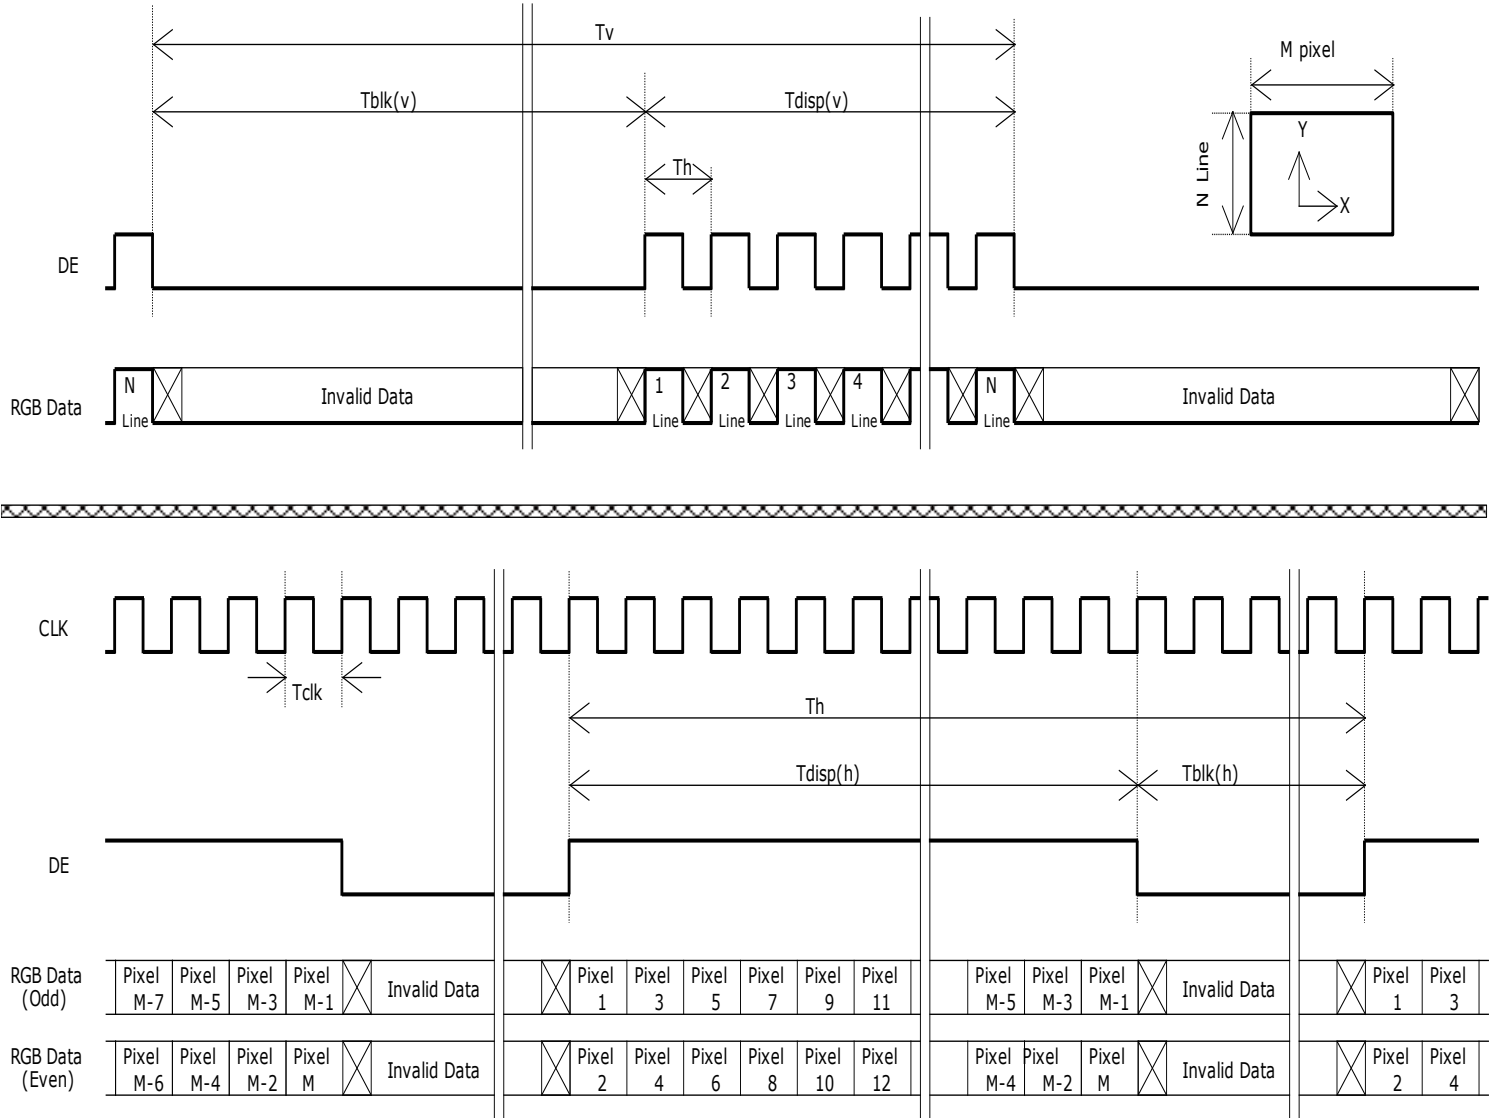 Tv
M pixel
Tblk(v) Tdisp(v)
Y
N Line
Th
X
DE
N 1 2 3 4 N
RGB Data Invalid Data Invalid Data
Line Line Line Line Line Line
CLK
Tclk
Th
Tdisp(h) Tblk(h)
DE
RGB Data Pixel Pixel Pixel Pixel Invalid Data Pixel Pixel Pixel Pixel Pixel Pixel Pixel Pixel Pixel Invalid Data Pixel Pixel
(Odd) M-7 M-5 M-3 M-1 1 3 5 7 9 11 M-5 M-3 M-1 1 3
RGB Data Pixel Pixel Pixel Pixel Invalid Data Pixel Pixel Pixel Pixel Pixel Pixel Pixel Pixel Pixel Invalid Data Pixel Pixel
(Even) M-6 M-4 M-2 M 2 4 6 8 10 12 M-4 M-2 M 2 4